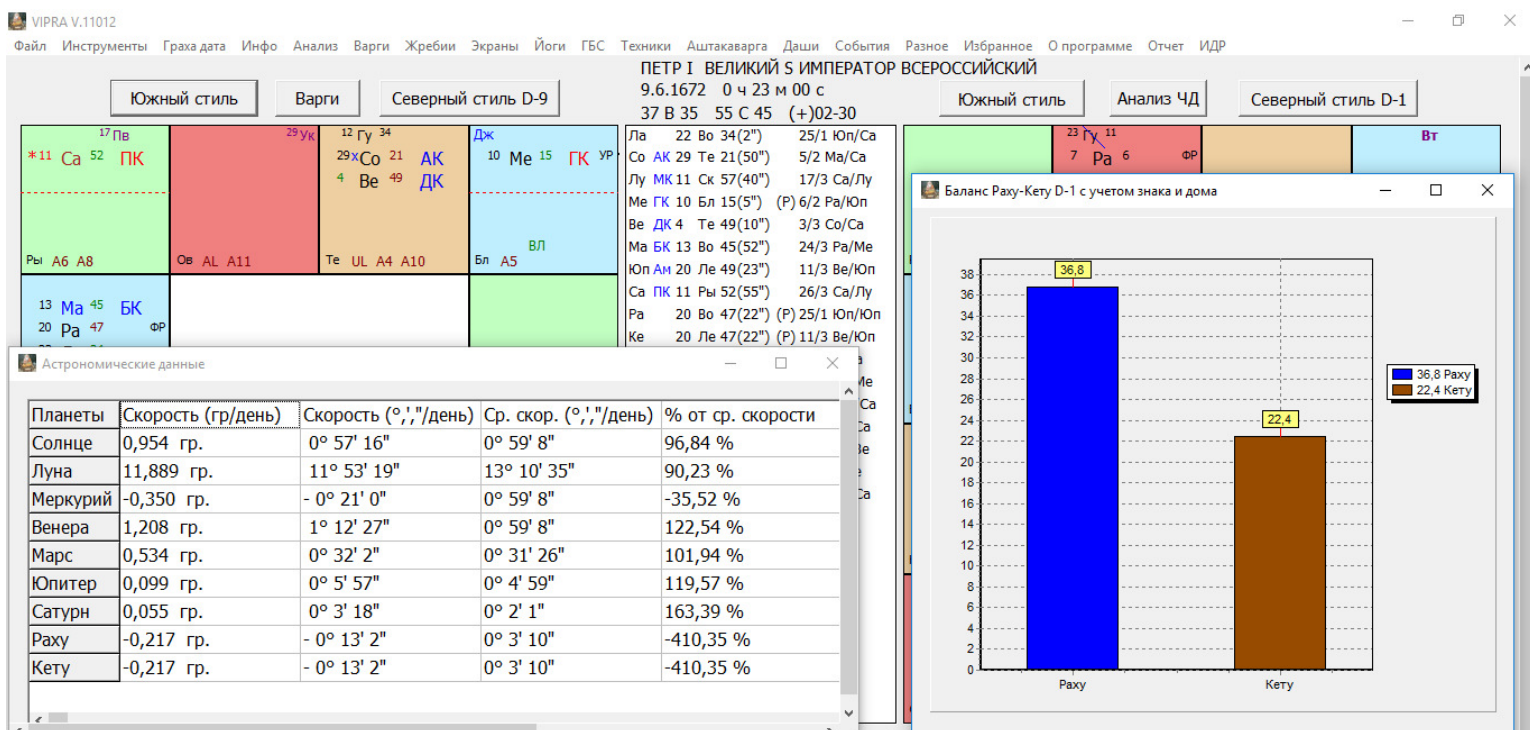 VIPRA V.11012
Файл Инструменты Граха дата Инфо Анализ Варги Жребии Экраны Йоги ГБС Техники Аштакаварга Даши События Разное Избранное О программе Отчет ИДР
ПЕТР I ВЕЛИКИЙ S ИМПЕРАТОР ВСЕРОССИЙСКИЙ
9.6.1672 0 ч 23 м 00 с
37 В 35 55 С 45 (+)02-30
Южный стиль Варги Северный стиль D-9
Южный стиль Анализ ЧД Северный стиль D-1
17 Пв
*11 Са 52 ПК
Ры А6 А8
29 Ук
Ов AL A11
12 Гу 34
29xСо 21 АК
4 Ве 49 ДК
Те UL A4 A10
Дж
10 Ме 15 ГК УР
ВЛ
Бл А5
13 Ма 45 БК
20 Ра 47 ФР
Ла 22 Во 34(2") 25/1 Юп/Са
Со АК 29 Те 21(50") 5/2 Ма/Са
Лу МК 11 Ск 57(40") 17/3 Са/Лу
Ме ГК 10 Бл 15(5") (Р) 6/2 Ра/Юп
Ве ДК 4 Те 49(10") 3/3 Со/Са
Ма БК 13 Во 45(52") 24/3 Ра/Ме
Юп Ам 20 Ле 49(23") 11/3 Ве/Юп
Са ПК 11 Ры 52(55") 26/3 Са/Лу
Ра 20 Во 47(22") (Р) 25/1 Юп/Юп
Ке 20 Ле 47(22") (Р) 11/3 Ве/Юп
23 Гу 11
7 Ра 6 ФР
Вт
Астрономические данные
Планеты Скорость (гр/день) Скорость (°,',"/день) Ср. скор. (°,',"/день) % от ср. скорости
Солнце 0,954 гр. 0° 57' 16" 0° 59' 8" 96,84 %
Луна 11,889 гр. 11° 53' 19" 13° 10' 35" 90,23 %
Меркурий -0,350 гр. - 0° 21' 0" 0° 59' 8" -35,52 %
Венера 1,208 гр. 1° 12' 27" 0° 59' 8" 122,54 %
Марс 0,534 гр. 0° 32' 2" 0° 31' 26" 101,94 %
Юпитер 0,099 гр. 0° 5' 57" 0° 4' 59" 119,57 %
Сатурн 0,055 гр. 0° 3' 18" 0° 2' 1" 163,39 %
Раху -0,217 гр. - 0° 13' 2" 0° 3' 10" -410,35 %
Кету -0,217 гр. - 0° 13' 2" 0° 3' 10" -410,35 %
Баланс Раху-Кету D-1 с учетом знака и дома
38
36
34
32
30
28
26
24
22
20
18
16
14
12
10
8
6
4
2
0
36,8
22,4
Раху
Кету
36,8 Раху
22,4 Кету